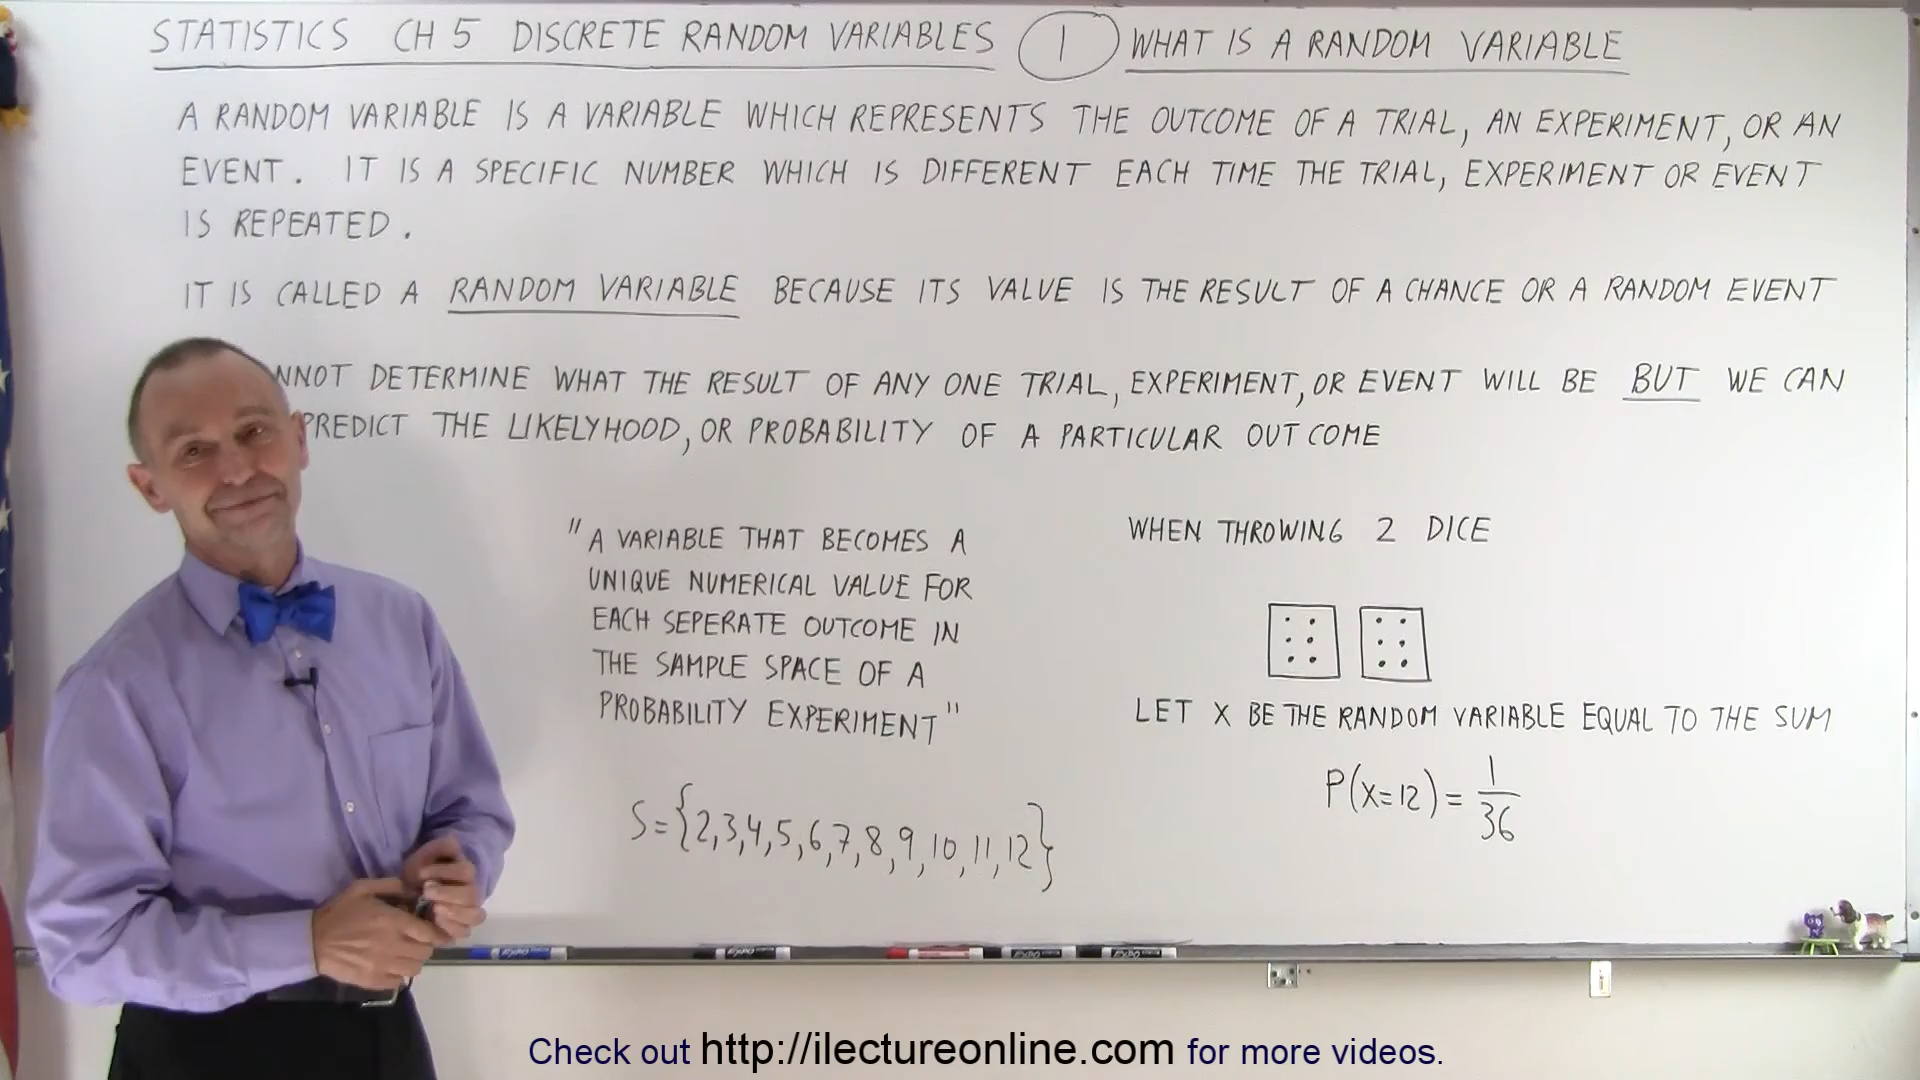 STATISTICS CH 5 DISCRETE RANDOM VARIABLES 1 WHAT IS A RANDOM VARIABLE
A RANDOM VARIABLE IS A VARIABLE WHICH REPRESENTS THE OUTCOME OF A TRIAL, AN EXPERIMENT, OR AN
EVENT. IT IS A SPECIFIC NUMBER WHICH IS DIFFERENT EACH TIME THE TRIAL, EXPERIMENT OR EVENT
IS REPEATED.
IT IS CALLED A RANDOM VARIABLE BECAUSE ITS VALUE IS THE RESULT OF A CHANCE OR A RANDOM EVENT
NNOT DETERMINE WHAT THE RESULT OF ANY ONE TRIAL, EXPERIMENT, OR EVENT WILL BE BUT WE CAN
PREDICT THE LIKELYHOOD, OR PROBABILITY OF A PARTICULAR OUTCOME
"A VARIABLE THAT BECOMES A
UNIQUE NUMERICAL VALUE FOR
EACH SEPERATE OUTCOME IN
THE SAMPLE SPACE OF A
PROBABILITY EXPERIMENT"
S={2,3,4,5,6,7,8,9,10,11,12}
WHEN THROWING 2 DICE
LET X BE THE RANDOM VARIABLE EQUAL TO THE SUM
P(X=12) = 1/36
Check out http://ilectureonline.com for more videos.